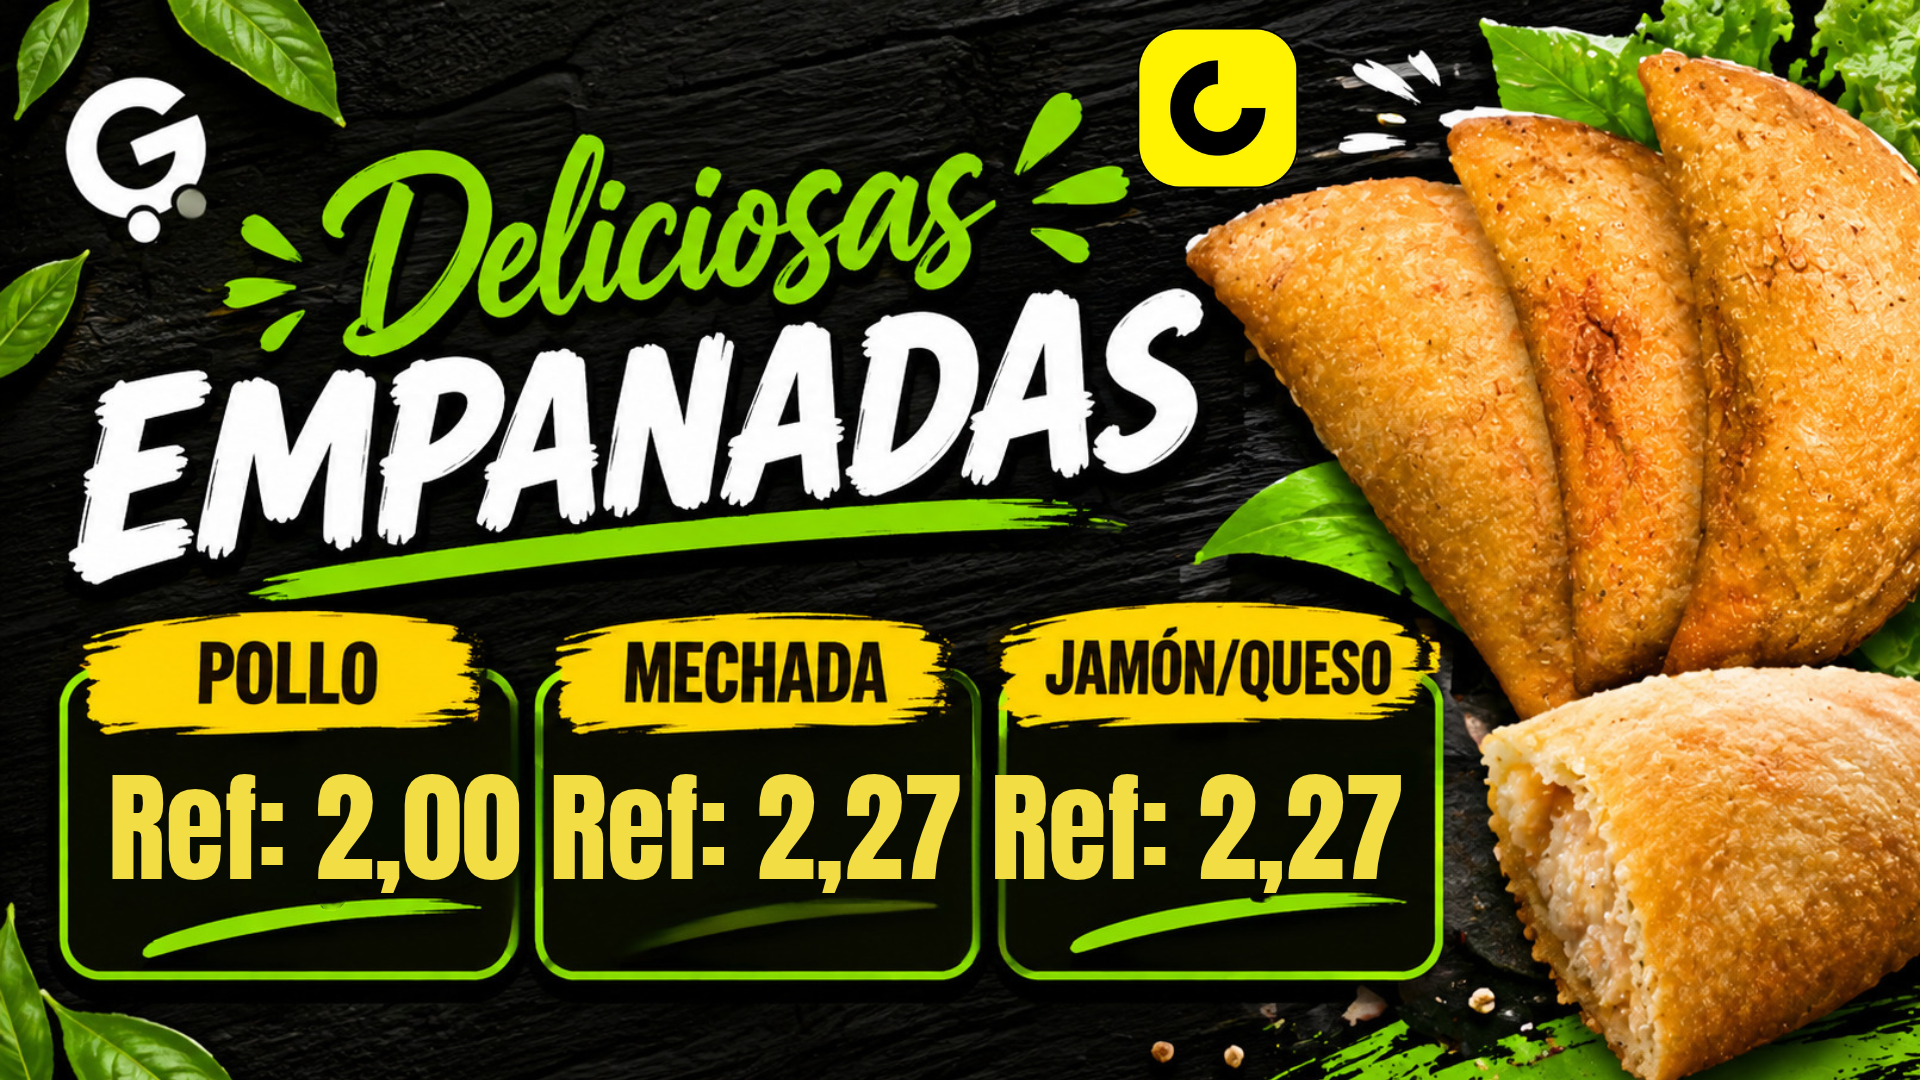 Deliciosas
EMPANADAS
POLLO
MECHADA
JAMÓN/QUESO
Ref: 2,00
Ref: 2,27
Ref: 2,27